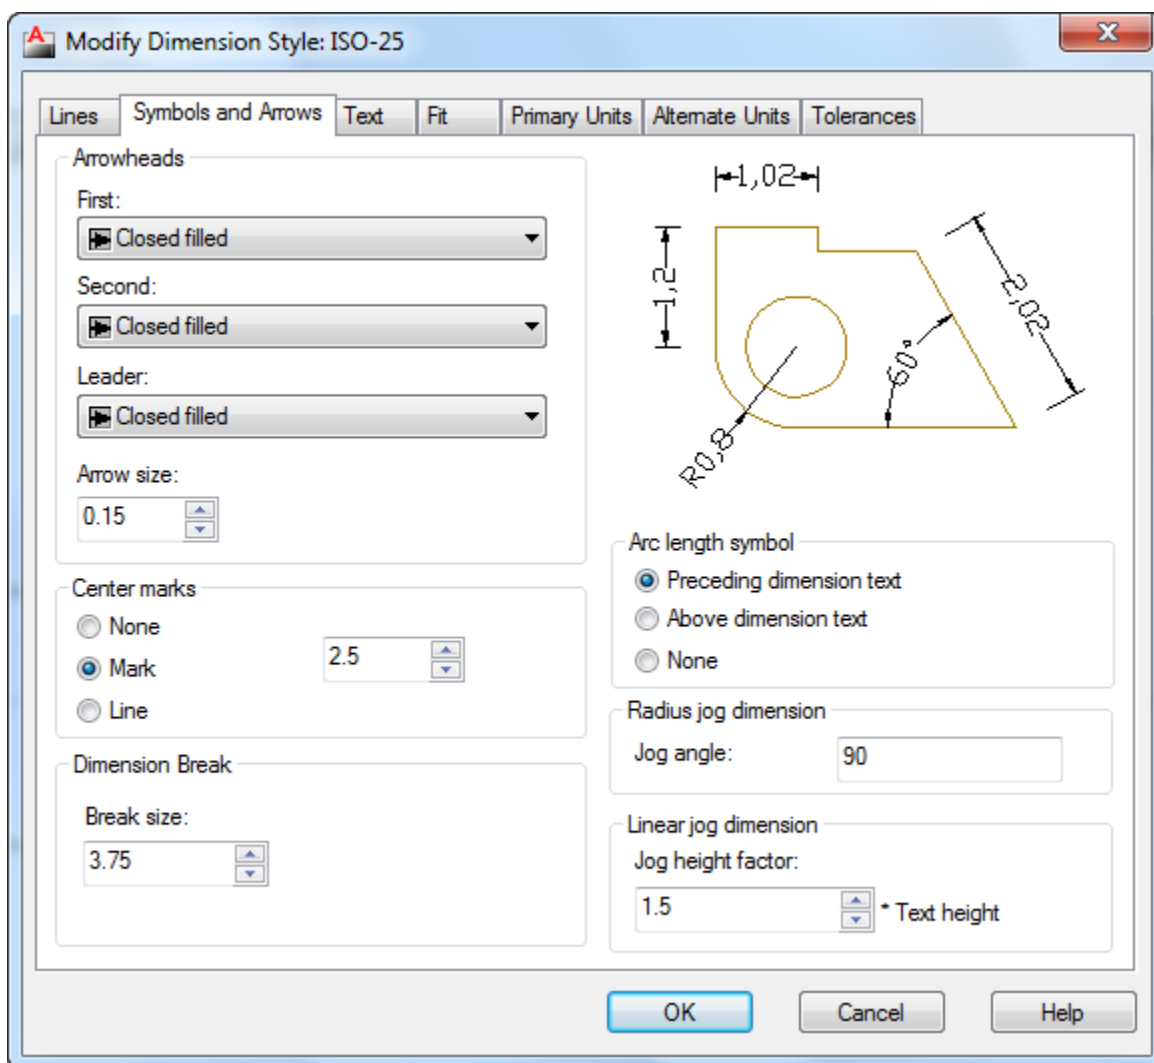 Modify Dimension Style: ISO-25
Lines
Symbols and Arrows
Text
Fit
Primary Units
Alternate Units
Tolerances
Arrowheads
First:
Closed filled
Second:
Closed filled
Leader:
Closed filled
Arrow size:
0.15
Center marks
None
Mark
2.5
Line
Dimension Break
Break size:
3.75
1,02
1,2
2,02
60°
R0,8
Arc length symbol
Preceding dimension text
Above dimension text
None
Radius jog dimension
Jog angle:
90
Linear jog dimension
Jog height factor:
1.5
* Text height
OK
Cancel
Help